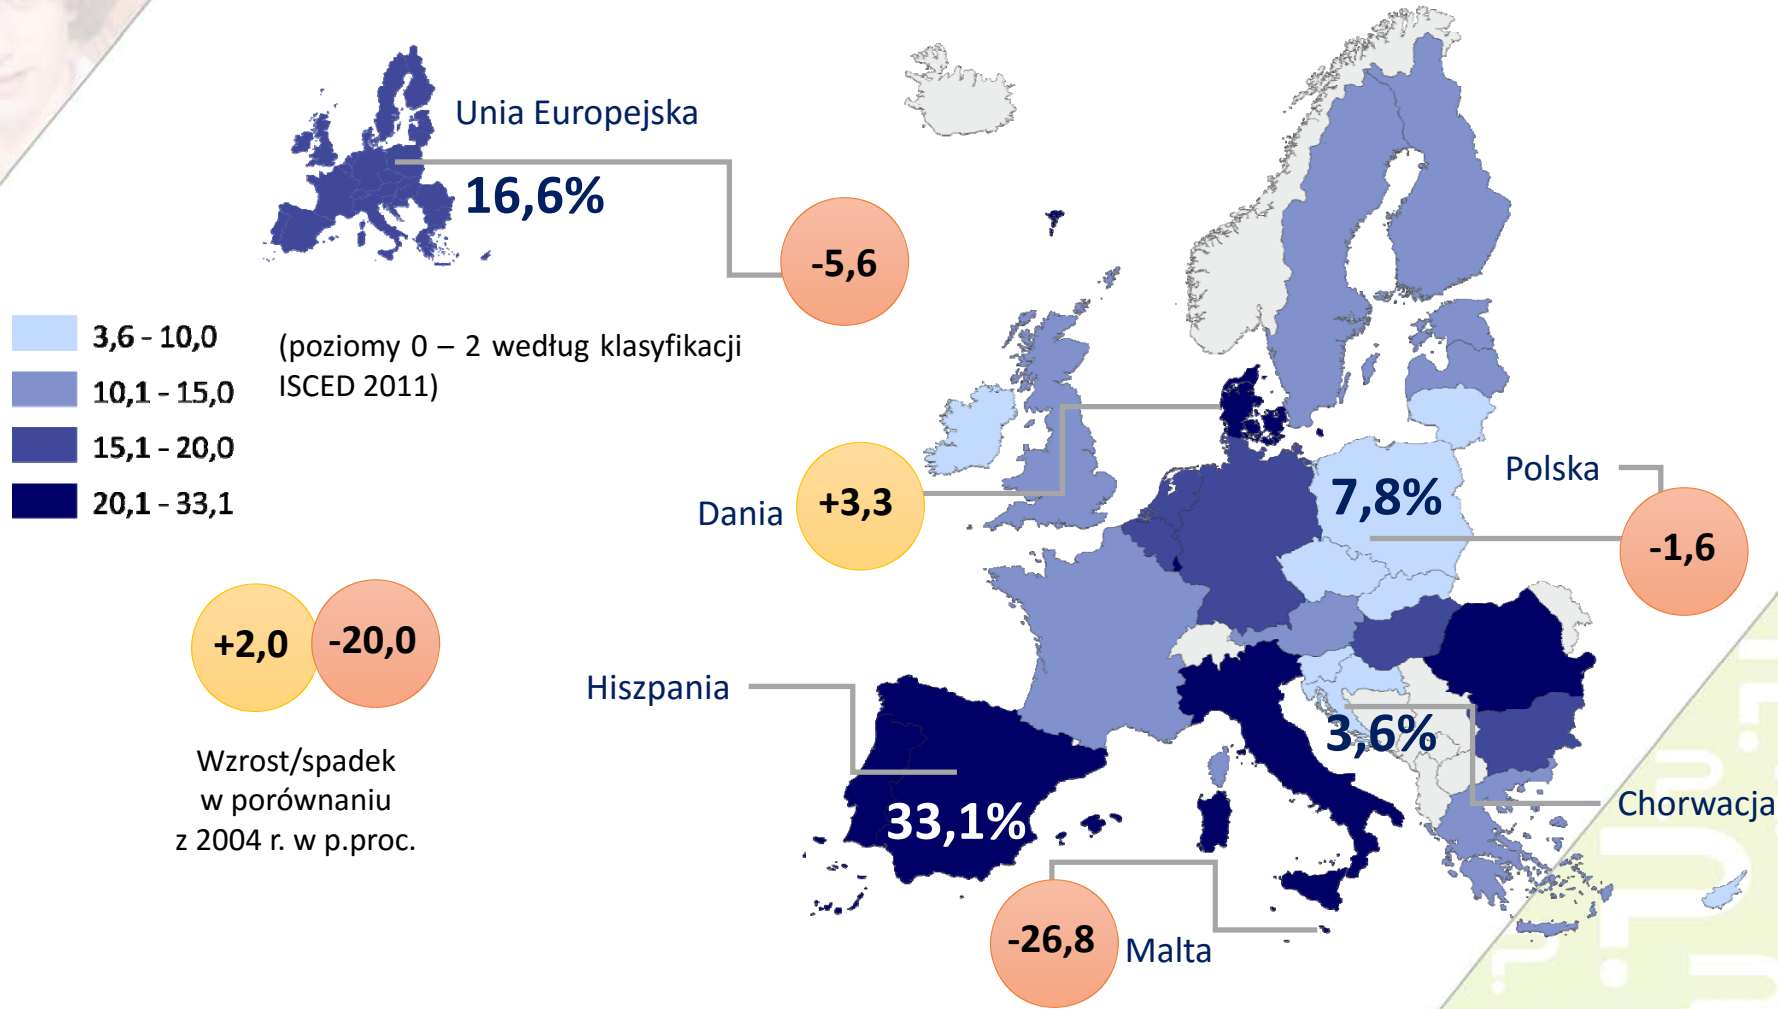 Unia Europejska
16,6%
-5,6
3,6 - 10,0
10,1 - 15,0
15,1 - 20,0
20,1 - 33,1
(poziomy 0 – 2 według klasyfikacji
ISCED 2011)
Dania
+3,3
Polska
7,8%
-1,6
+2,0
-20,0
Wzrost/spadek
w porównaniu
z 2004 r. w p.proc.
Hiszpania
33,1%
3,6%
Chorwacja
-26,8
Malta